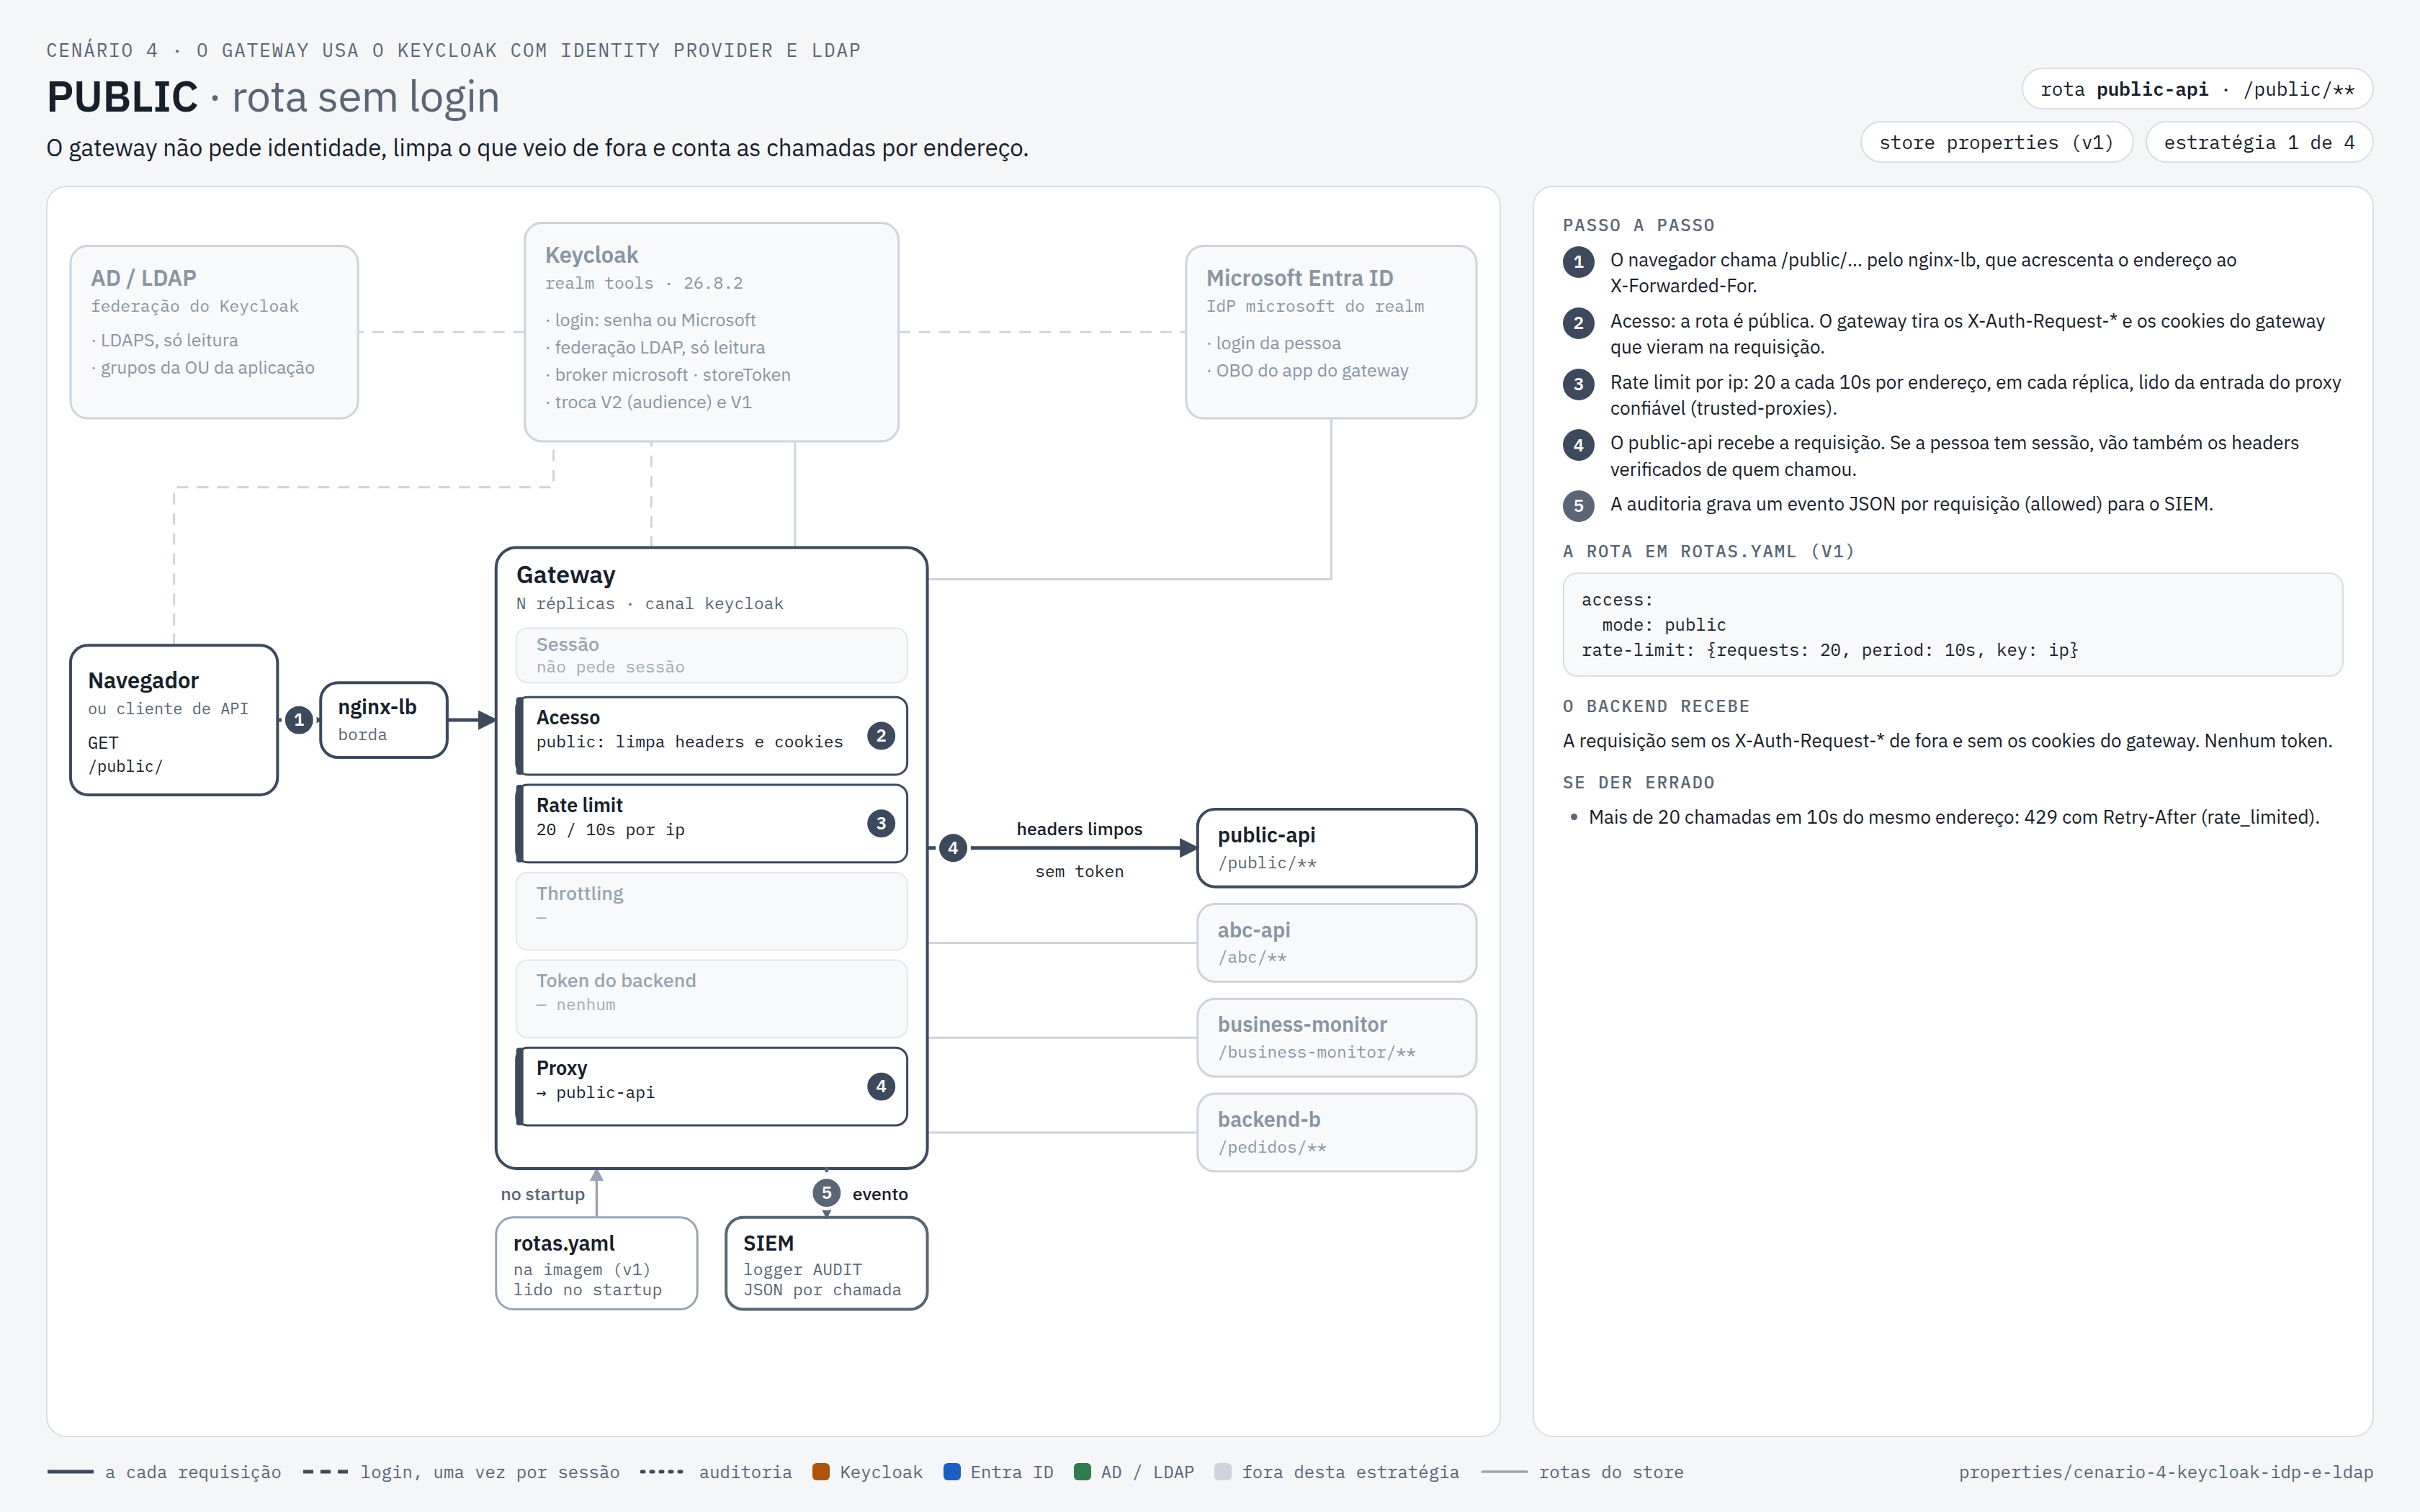 CENÁRIO 4 · O GATEWAY USA O KEYCLOAK COM IDENTITY PROVIDER E LDAP
PUBLIC · rota sem login
O gateway não pede identidade, limpa o que veio de fora e conta as chamadas por endereço.
rota public-api · /public/**
store properties (v1)
estratégia 1 de 4
AD / LDAP
federação do Keycloak
· LDAPS, só leitura
· grupos da OU da aplicação
Keycloak
realm tools · 26.8.2
· login: senha ou Microsoft
· federação LDAP, só leitura
· broker microsoft · storeToken
· troca V2 (audience) e V1
Microsoft Entra ID
IdP microsoft do realm
· login da pessoa
· OBO do app do gateway
Navegador
ou cliente de API
GET
/public/
1
nginx-lb
borda
Gateway
N réplicas · canal keycloak
Sessão
não pede sessão
Acesso
public: limpa headers e cookies
2
Rate limit
20 / 10s por ip
3
Throttling
—
Token do backend
— nenhum
Proxy
→ public-api
4
4
headers limpos
sem token
public-api
/public/**
abc-api
/abc/**
business-monitor
/business-monitor/**
backend-b
/pedidos/**
no startup
5
evento
rotas.yaml
na imagem (v1)
lido no startup
SIEM
logger AUDIT
JSON por chamada
PASSO A PASSO
1 O navegador chama /public/... pelo nginx-lb, que acrescenta o endereço ao
X-Forwarded-For.
2 Acesso: a rota é pública. O gateway tira os X-Auth-Request-* e os cookies do gateway
que vieram na requisição.
3 Rate limit por ip: 20 a cada 10s por endereço, em cada réplica, lido da entrada do proxy
confiável (trusted-proxies).
4 O public-api recebe a requisição. Se a pessoa tem sessão, vão também os headers
verificados de quem chamou.
5 A auditoria grava um evento JSON por requisição (allowed) para o SIEM.
A ROTA EM ROTAS.YAML (V1)
access:
  mode: public
rate-limit: {requests: 20, period: 10s, key: ip}
O BACKEND RECEBE
A requisição sem os X-Auth-Request-* de fora e sem os cookies do gateway. Nenhum token.
SE DER ERRADO
• Mais de 20 chamadas em 10s do mesmo endereço: 429 com Retry-After (rate_limited).
a cada requisição
login, uma vez por sessão
auditoria
Keycloak
Entra ID
AD / LDAP
fora desta estratégia
rotas do store
properties/cenario-4-keycloak-idp-e-ldap